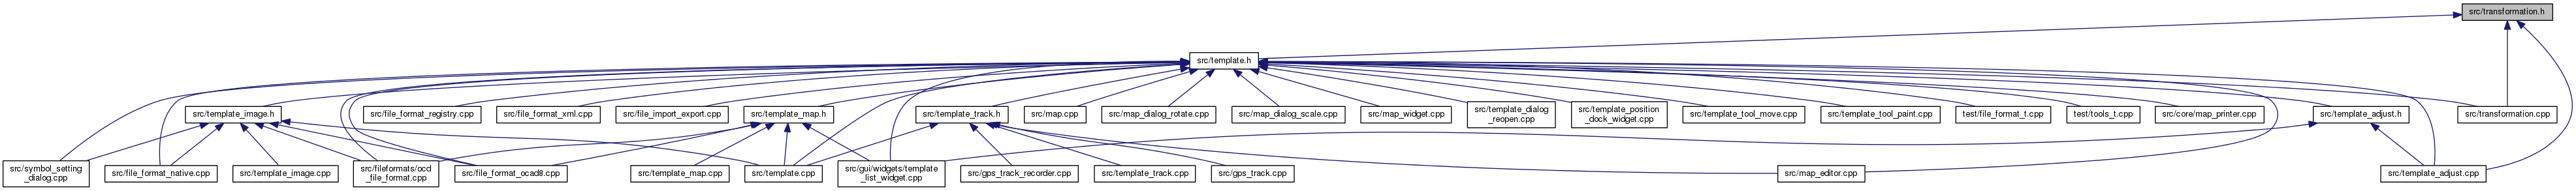 src/transformation.h
src/template.h
src/template_image.h
src/file_format_registry.cpp
src/file_format_xml.cpp
src/file_import_export.cpp
src/template_map.h
src/template_track.h
src/map.cpp
src/map_dialog_rotate.cpp
src/map_dialog_scale.cpp
src/map_widget.cpp
src/template_dialog
_reopen.cpp
src/template_position
_dock_widget.cpp
src/template_tool_move.cpp
src/template_tool_paint.cpp
test/file_format_t.cpp
test/tools_t.cpp
src/core/map_printer.cpp
src/template_adjust.h
src/transformation.cpp
src/symbol_setting
_dialog.cpp
src/file_format_native.cpp
src/template_image.cpp
src/fileformats/ocd
_file_format.cpp
src/file_format_ocad8.cpp
src/template_map.cpp
src/template.cpp
src/gui/widgets/template
_list_widget.cpp
src/gps_track_recorder.cpp
src/template_track.cpp
src/gps_track.cpp
src/map_editor.cpp
src/template_adjust.cpp